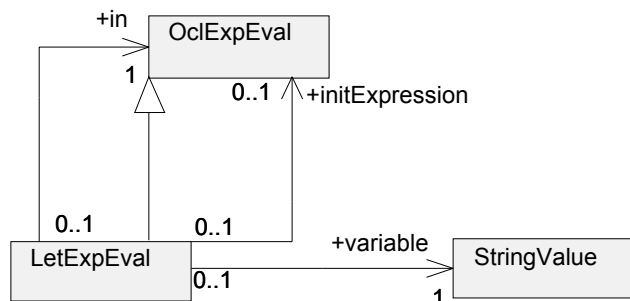 +in
OclExpEval
1
0..1
+initExpression
0..1
0..1
+variable
LetExpEval
0..1
StringValue
1